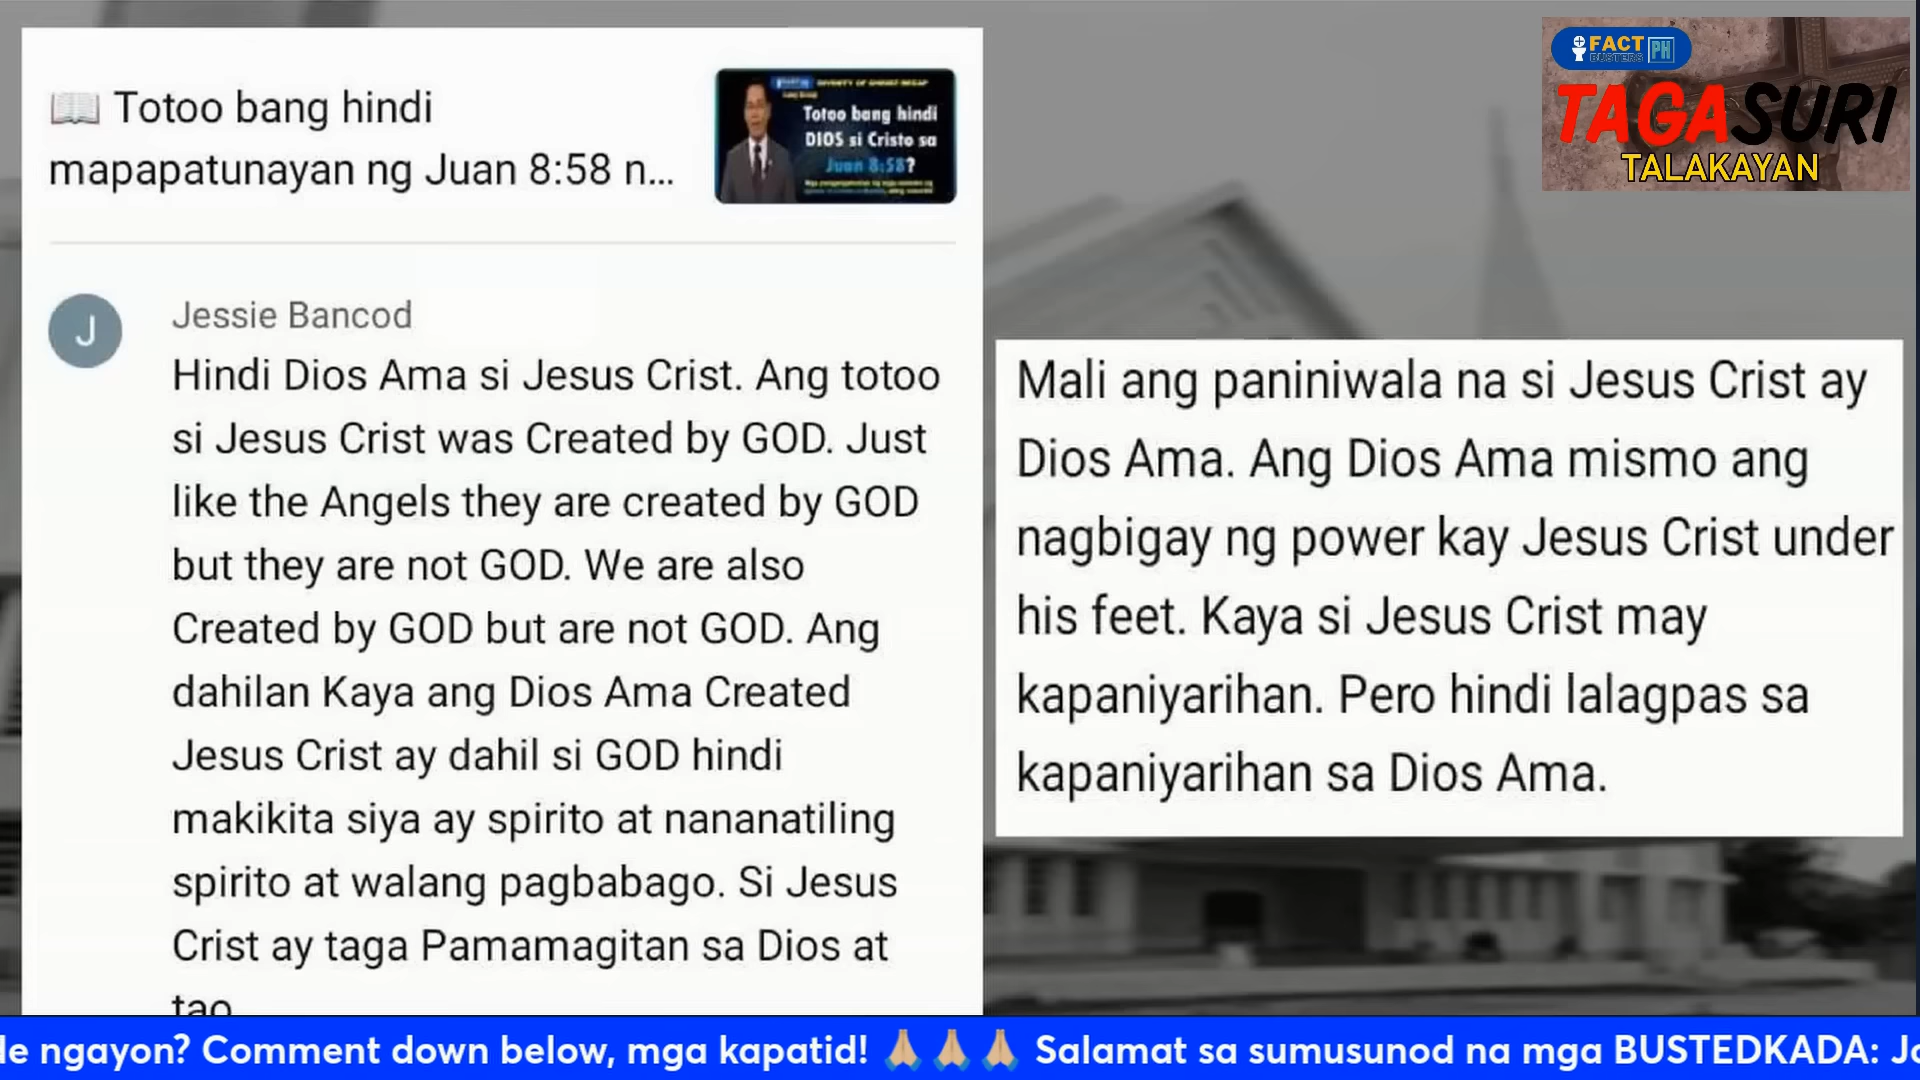 📖 Totoo bang hindi
mapapatunayan ng Juan 8:58 n...
Totoo bang hindi
DIOS si Cristo sa
Juan 8:58?
FACT
BUSTERS
PH
TAGASURI
TALAKAYAN
J
Jessie Bancod
Hindi Dios Ama si Jesus Crist. Ang totoo
si Jesus Crist was Created by GOD. Just
like the Angels they are created by GOD
but they are not GOD. We are also
Created by GOD but are not GOD. Ang
dahilan Kaya ang Dios Ama Created
Jesus Crist ay dahil si GOD hindi
makikita siya ay spirito at nananatiling
spirito at walang pagbabago. Si Jesus
Crist ay taga Pamamagitan sa Dios at
tao
Mali ang paniniwala na si Jesus Crist ay
Dios Ama. Ang Dios Ama mismo ang
nagbigay ng power kay Jesus Crist under
his feet. Kaya si Jesus Crist may
kapaniyarihan. Pero hindi lalagpas sa
kapaniyarihan sa Dios Ama.
le ngayon? Comment down below, mga kapatid! 🙏🏼🙏🏼🙏🏼 Salamat sa sumusunod na mga BUSTEDKADA: Jo